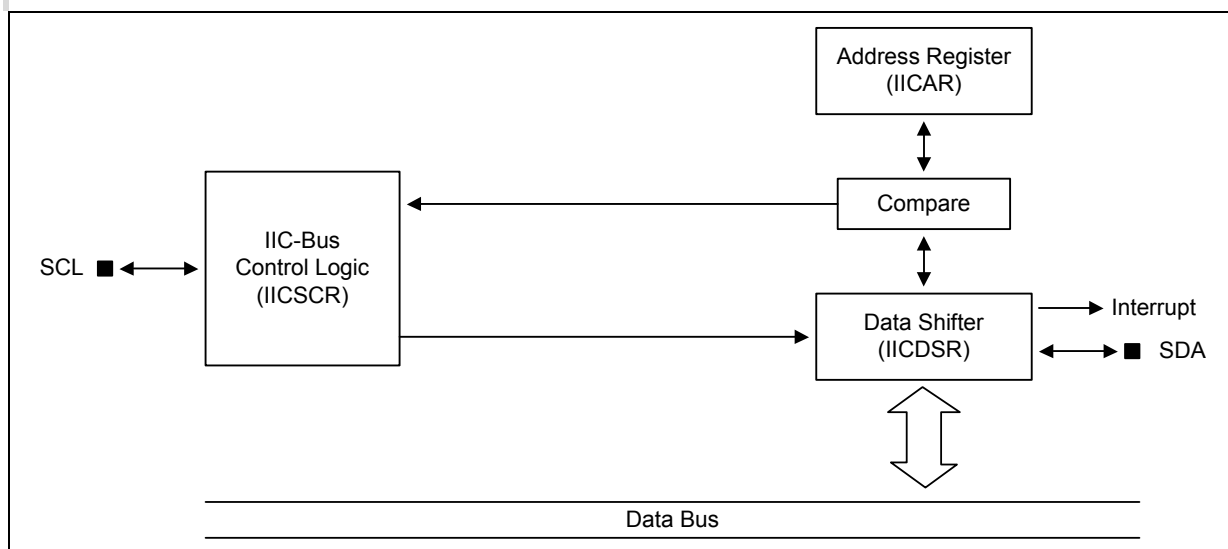 Address Register
(IICAR)
Compare
IIC-Bus
Control Logic
(IICSCR)
SCL
Data Shifter
(IICDSR)
Interrupt
SDA
Data Bus